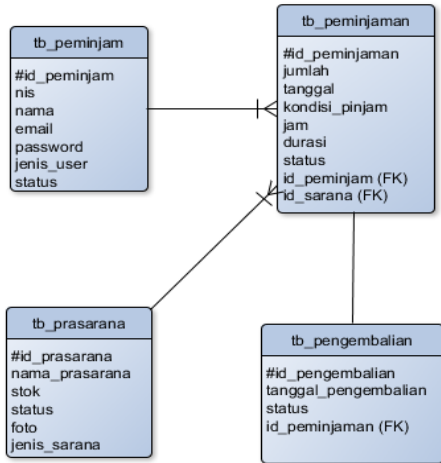 tb_peminjam
#id_peminjam
nis
nama
email
password
jenis_user
status
tb_peminjaman
#id_peminjaman
jumlah
tanggal
kondisi_pinjam
jam
durasi
status
id_peminjam (FK)
id_sarana (FK)
tb_prasarana
#id_prasarana
nama_prasarana
stok
status
foto
jenis_sarana
tb_pengembalian
#id_pengembalian
tanggal_pengembalian
status
id_peminjaman (FK)